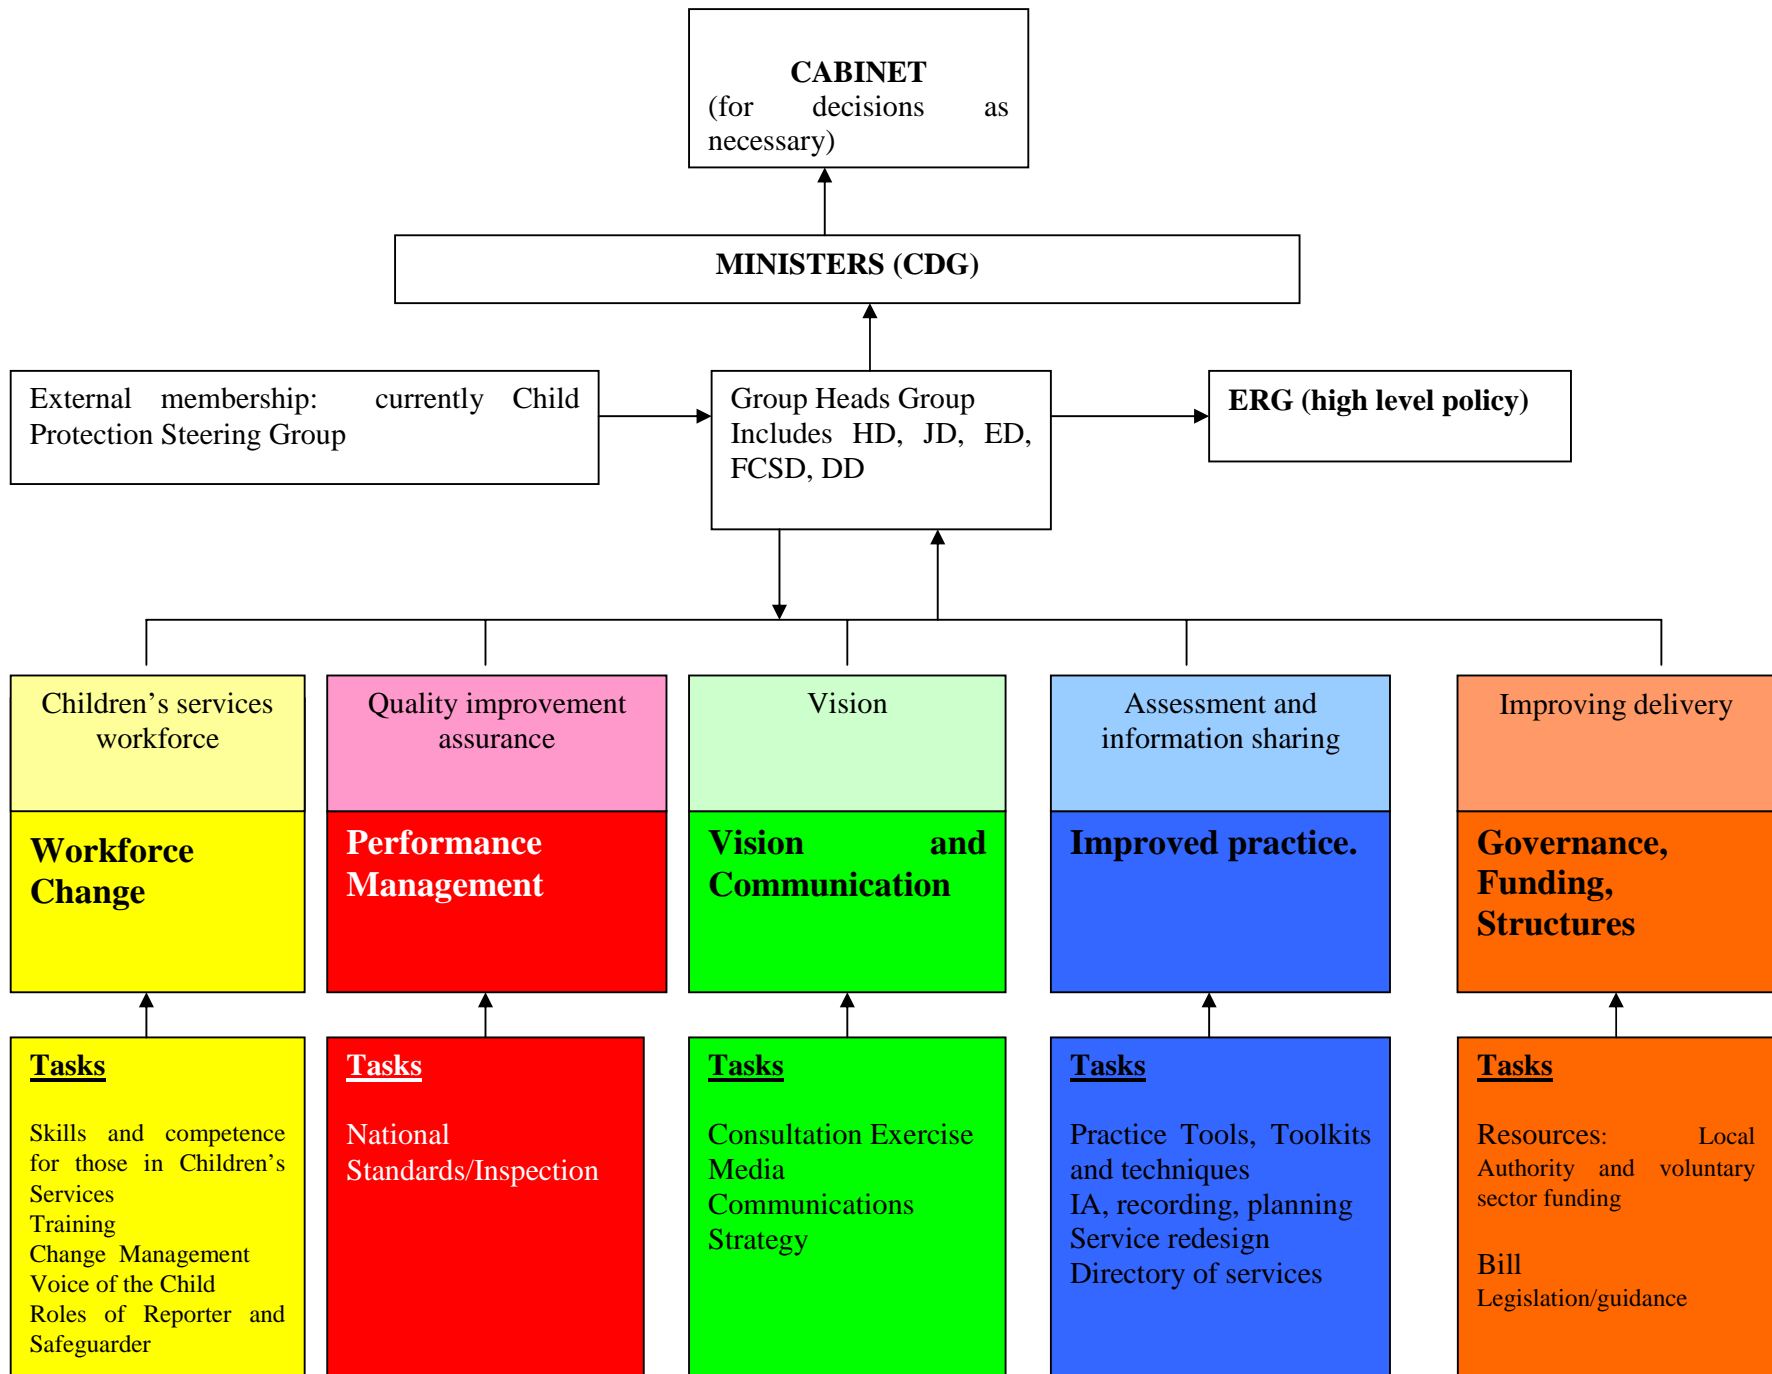 CABINET
(for decisions as
necessary)
MINISTERS (CDG)
External membership: currently Child
Protection Steering Group
Group Heads Group
Includes HD, JD, ED,
FCSD, DD
ERG (high level policy)
Children’s services
workforce
Quality improvement
assurance
Vision
Assessment and
information sharing
Improving delivery
Workforce
Change
Performance
Management
Vision and
Communication
Improved practice.
Governance,
Funding,
Structures
Tasks
Skills and competence
for those in Children’s
Services
Training
Change Management
Voice of the Child
Roles of Reporter and
Safeguarder
Tasks
National
Standards/Inspection
Tasks
Consultation Exercise
Media
Communications
Strategy
Tasks
Practice Tools, Toolkits
and techniques
IA, recording, planning
Service redesign
Directory of services
Tasks
Resources: Local
Authority and voluntary
sector funding
Bill
Legislation/guidance